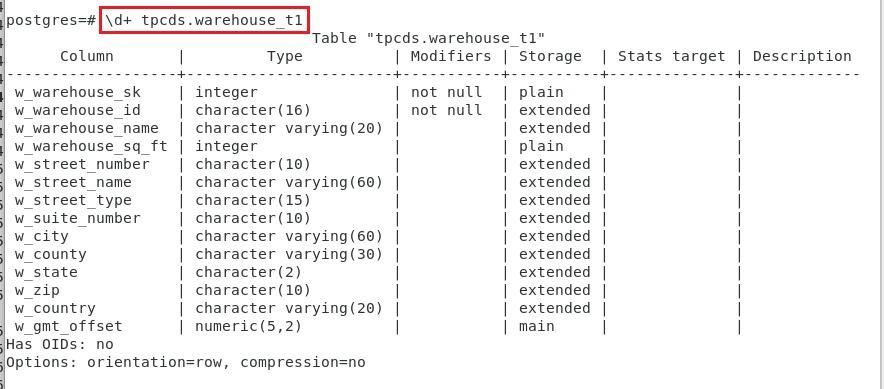 postgres=# \d+ tpcds.warehouse_t1
Table "tpcds.warehouse_t1"
Column | Type | Modifiers | Storage | Stats target | Description
-------------------+------------------------+-----------+----------+--------------+-------------
w_warehouse_sk | integer | not null | plain | |
w_warehouse_id | character(16) | not null | extended | |
w_warehouse_name | character varying(20) | | extended | |
w_warehouse_sq_ft | integer | | plain | |
w_street_number | character(10) | | extended | |
w_street_name | character varying(60) | | extended | |
w_street_type | character(15) | | extended | |
w_suite_number | character(10) | | extended | |
w_city | character varying(60) | | extended | |
w_county | character varying(30) | | extended | |
w_state | character(2) | | extended | |
w_zip | character(10) | | extended | |
w_country | character varying(20) | | extended | |
w_gmt_offset | numeric(5,2) | | main | |
Has OIDs: no
Options: orientation=row, compression=no